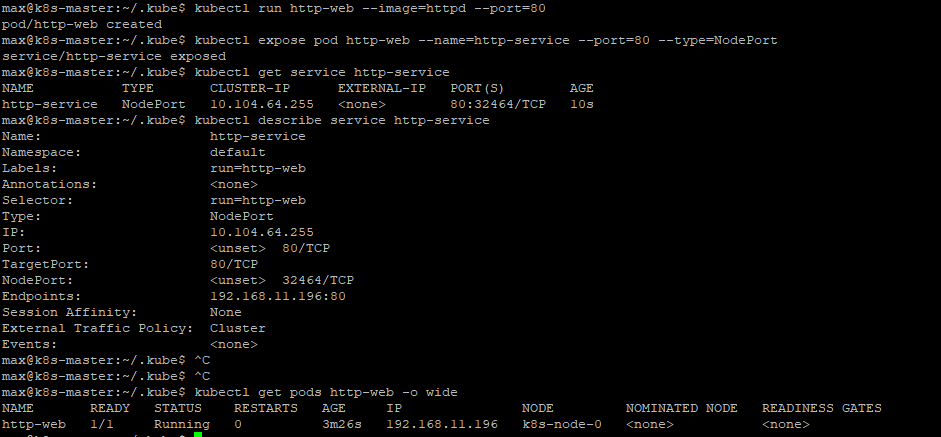 max@k8s-master:~/.kube$ kubectl run http-web --image=httpd --port=80
pod/http-web created
max@k8s-master:~/.kube$ kubectl expose pod http-web --name=http-service --port=80 --type=NodePort
service/http-service exposed
max@k8s-master:~/.kube$ kubectl get service http-service
NAME           TYPE       CLUSTER-IP      EXTERNAL-IP   PORT(S)        AGE
http-service   NodePort   10.104.64.255   <none>        80:32464/TCP   10s
max@k8s-master:~/.kube$ kubectl describe service http-service
Name:                     http-service
Namespace:                default
Labels:                   run=http-web
Annotations:              <none>
Selector:                 run=http-web
Type:                     NodePort
IP:                       10.104.64.255
Port:                     <unset>  80/TCP
TargetPort:               80/TCP
NodePort:                 <unset>  32464/TCP
Endpoints:                192.168.11.196:80
Session Affinity:         None
External Traffic Policy:  Cluster
Events:                   <none>
max@k8s-master:~/.kube$ ^C
max@k8s-master:~/.kube$ ^C
max@k8s-master:~/.kube$ kubectl get pods http-web -o wide
NAME       READY   STATUS    RESTARTS   AGE     IP               NODE         NOMINATED NODE   READINESS GATES
http-web   1/1     Running   0          3m26s   192.168.11.196   k8s-node-0   <none>           <none>
max@k8s-master:~/.kube$